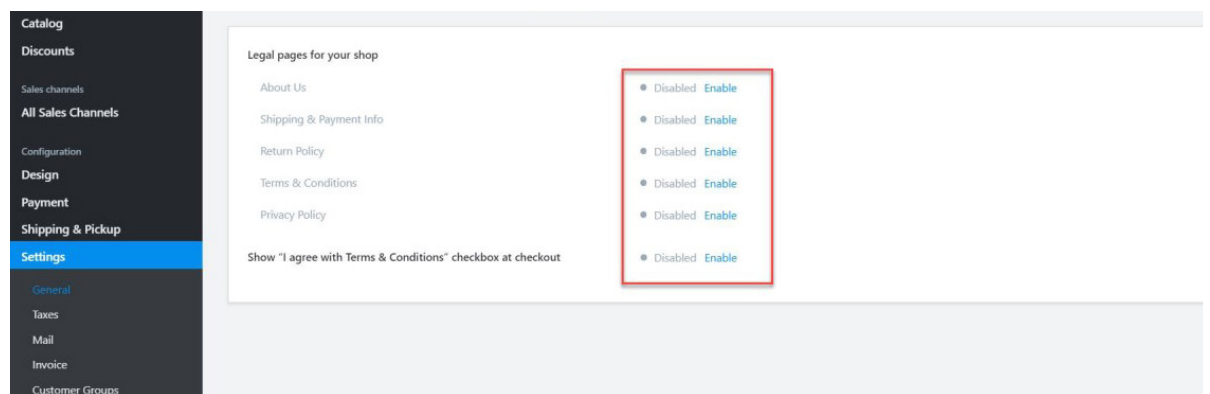 Catalog
Discounts
Sales channels
All Sales Channels
Configuration
Design
Payment
Shipping & Pickup
Settings
General
Taxes
Mail
Invoice
Customer Groups
Legal pages for your shop
About Us Disabled Enable
Shipping & Payment Info Disabled Enable
Return Policy Disabled Enable
Terms & Conditions Disabled Enable
Privacy Policy Disabled Enable
Show "I agree with Terms & Conditions" checkbox at checkout Disabled Enable